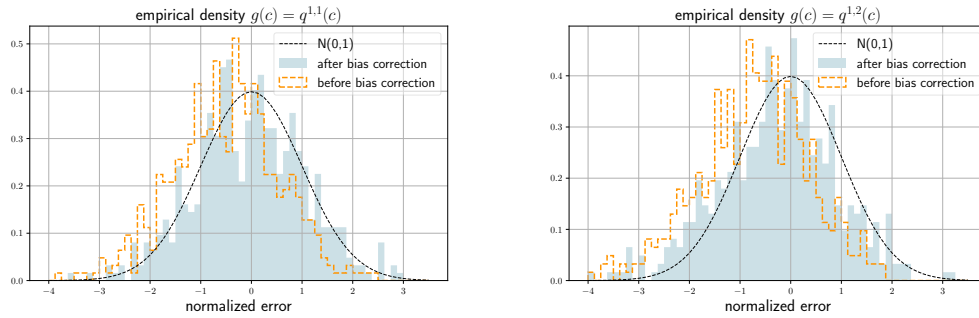 empirical density $g(c) = q^{1,1}(c)$
0.5
0.4
0.3
0.2
0.1
0.0
N(0,1)
after bias correction
before bias correction
−4 −3 −2 −1 0 1 2 3
normalized error
empirical density $g(c) = q^{1,2}(c)$
0.4
0.3
0.2
0.1
0.0
N(0,1)
after bias correction
before bias correction
−4 −3 −2 −1 0 1 2 3
normalized error